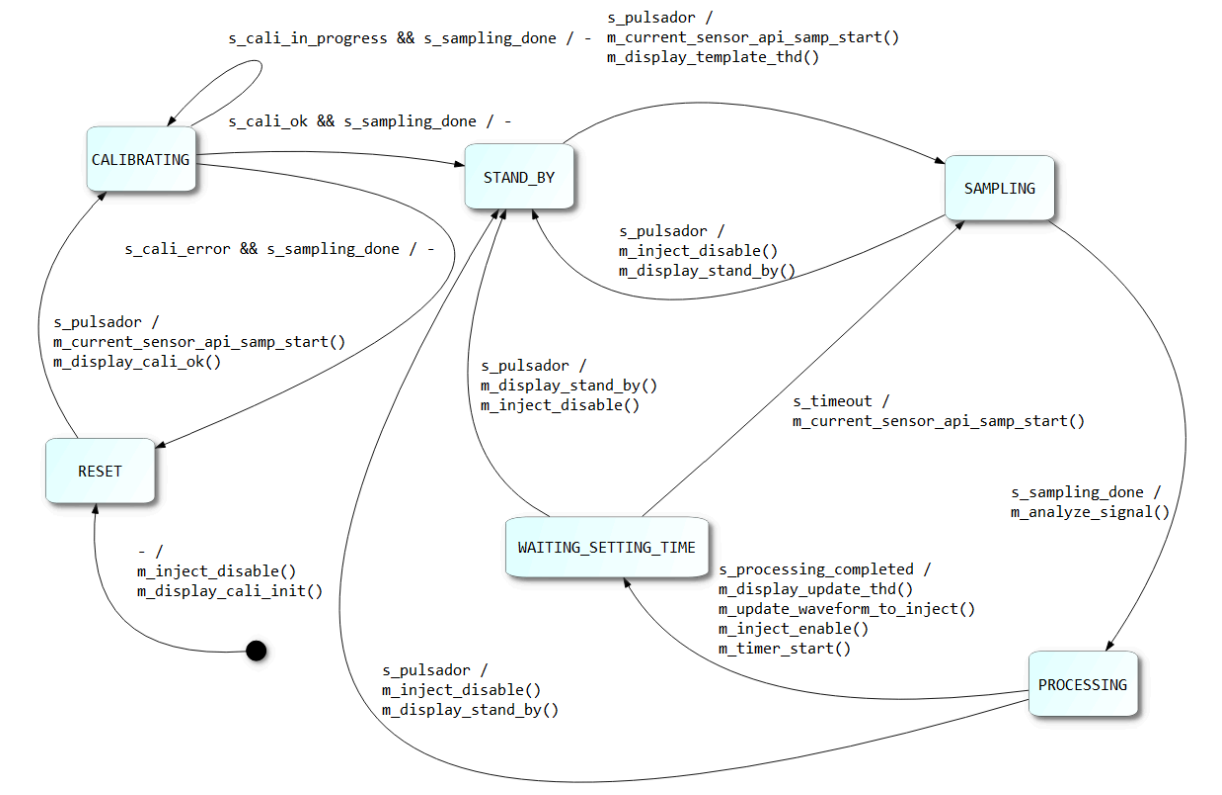 s_pulsador /
m_current_sensor_api_samp_start()
m_display_template_thd()
s_cali_in_progress && s_sampling_done / -
s_cali_ok && s_sampling_done / -
CALIBRATING
STAND_BY
SAMPLING
s_pulsador /
m_inject_disable()
m_display_stand_by()
s_cali_error && s_sampling_done / -
s_pulsador /
m_current_sensor_api_samp_start()
m_display_cali_ok()
s_pulsador /
m_display_stand_by()
m_inject_disable()
s_timeout /
m_current_sensor_api_samp_start()
RESET
s_sampling_done /
m_analyze_signal()
WAITING_SETTING_TIME
- /
m_inject_disable()
m_display_cali_init()
s_processing_completed /
m_display_update_thd()
m_update_waveform_to_inject()
m_inject_enable()
m_timer_start()
s_pulsador /
m_inject_disable()
m_display_stand_by()
PROCESSING